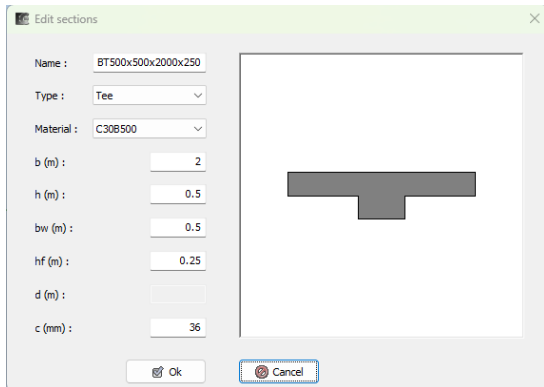 Edit sections
Name : BT500x500x2000x250
Type : Tee
Material : C30B500
b (m) : 2
h (m) : 0.5
bw (m) : 0.5
hf (m) : 0.25
d (m) :
c (mm) : 36
Ok Cancel